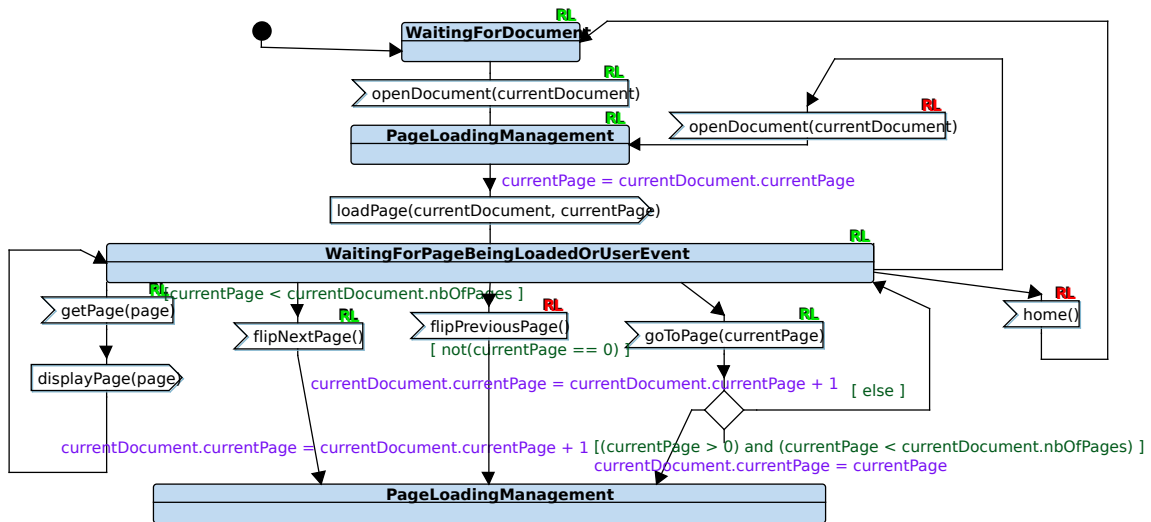 RL
WaitingForDocument
RL
openDocument(currentDocument)
RL
openDocument(currentDocument)
RL
PageLoadingManagement
currentPage = currentDocument.currentPage
loadPage(currentDocument, currentPage)
RL
WaitingForPageBeingLoadedOrUserEvent
RL
[currentPage < currentDocument.nbOfPages ]
getPage(page)
RL
flipNextPage()
RL
flipPreviousPage()
[ not(currentPage == 0) ]
RL
goToPage(currentPage)
RL
home()
displayPage(page)
currentDocument.currentPage = currentDocument.currentPage + 1
[ else ]
currentDocument.currentPage = currentDocument.currentPage + 1
[(currentPage > 0) and (currentPage < currentDocument.nbOfPages) ]
currentDocument.currentPage = currentPage
PageLoadingManagement